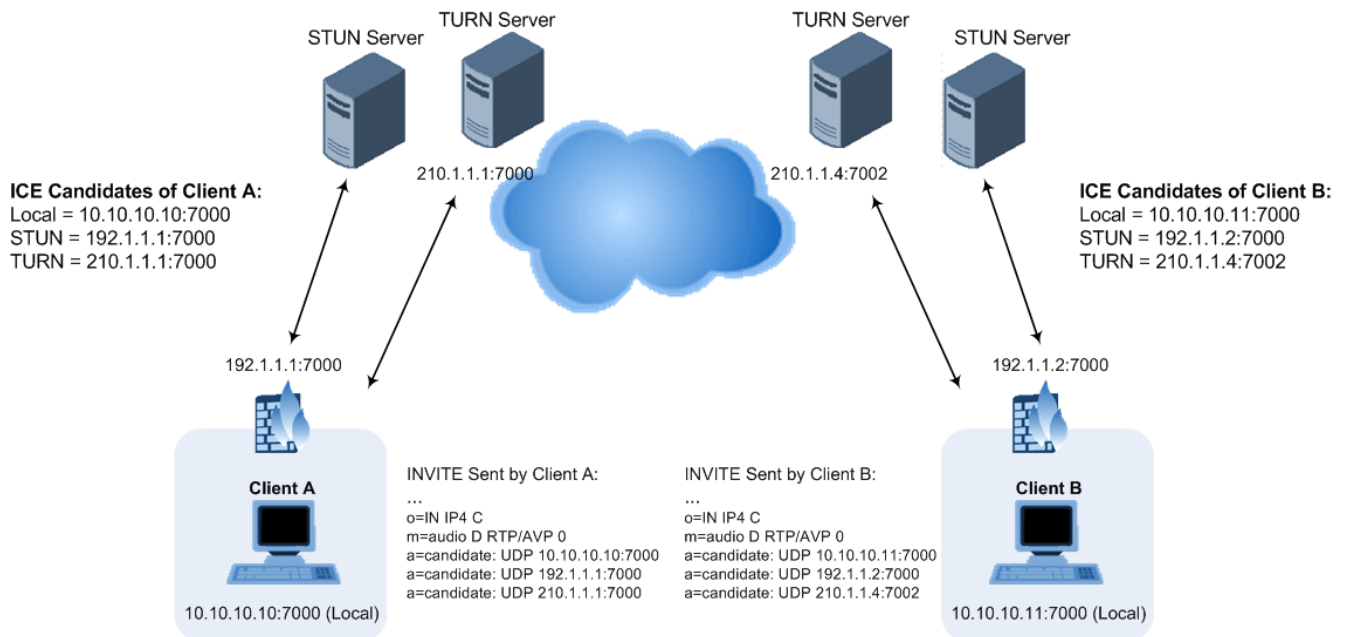 TURN Server
TURN Server
STUN Server
STUN Server
210.1.1.1:7000
210.1.1.4:7002
ICE Candidates of Client A:
Local = 10.10.10.10:7000
STUN = 192.1.1.1:7000
TURN = 210.1.1.1:7000
ICE Candidates of Client B:
Local = 10.10.10.11:7000
STUN = 192.1.1.2:7000
TURN = 210.1.1.4:7002
192.1.1.1:7000
192.1.1.2:7000
Client A
10.10.10.10:7000 (Local)
INVITE Sent by Client A:
...
o=IN IP4 C
m=audio D RTP/AVP 0
a=candidate: UDP 10.10.10.10:7000
a=candidate: UDP 192.1.1.1:7000
a=candidate: UDP 210.1.1.1:7000
INVITE Sent by Client B:
...
o=IN IP4 C
m=audio D RTP/AVP 0
a=candidate: UDP 10.10.10.11:7000
a=candidate: UDP 192.1.1.2:7000
a=candidate: UDP 210.1.1.4:7002
Client B
10.10.10.11:7000 (Local)